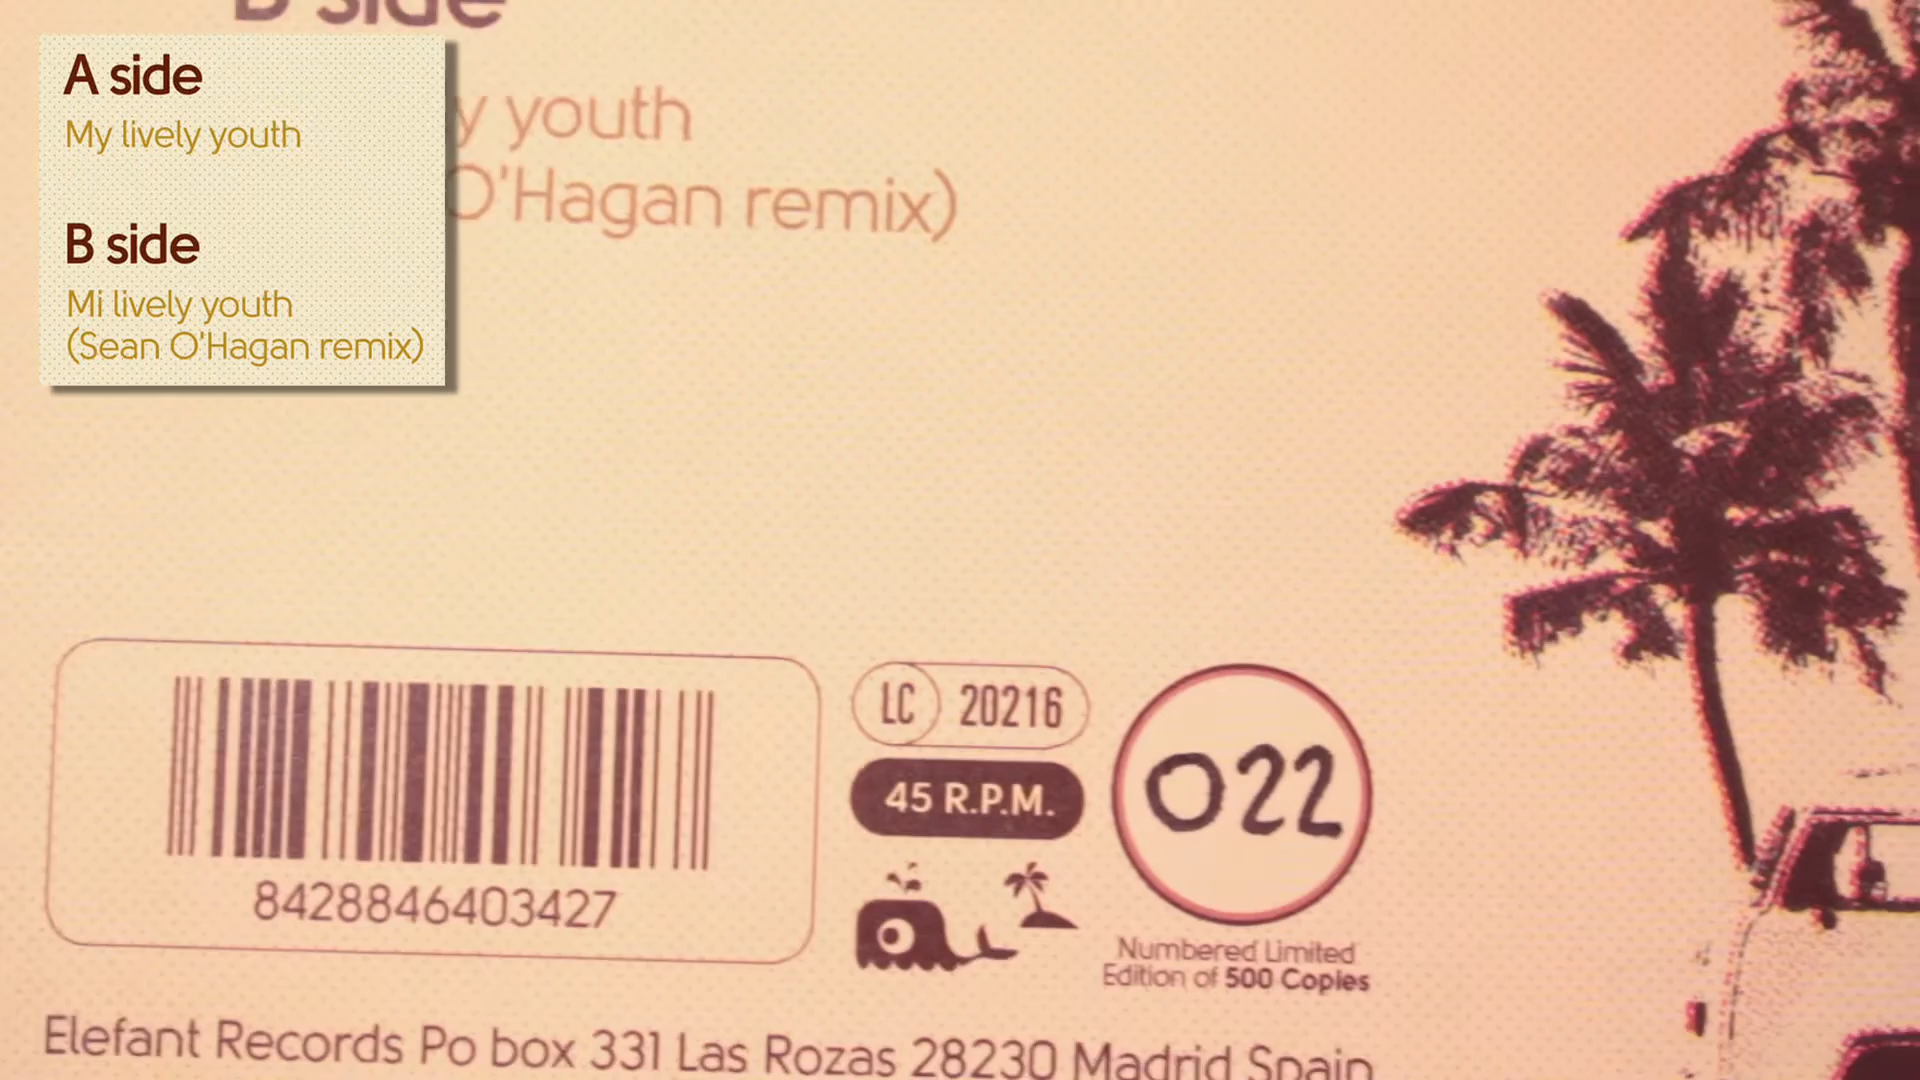 B side
A side
My lively youth
B side
Mi lively youth
(Sean O'Hagan remix)
y youth
O'Hagan remix)
8428846403427
LC 20216
45 R.P.M.
022
Numbered Limited
Edition of 500 Copies
Elefant Records Po box 331 Las Rozas 28230 Madrid Spain